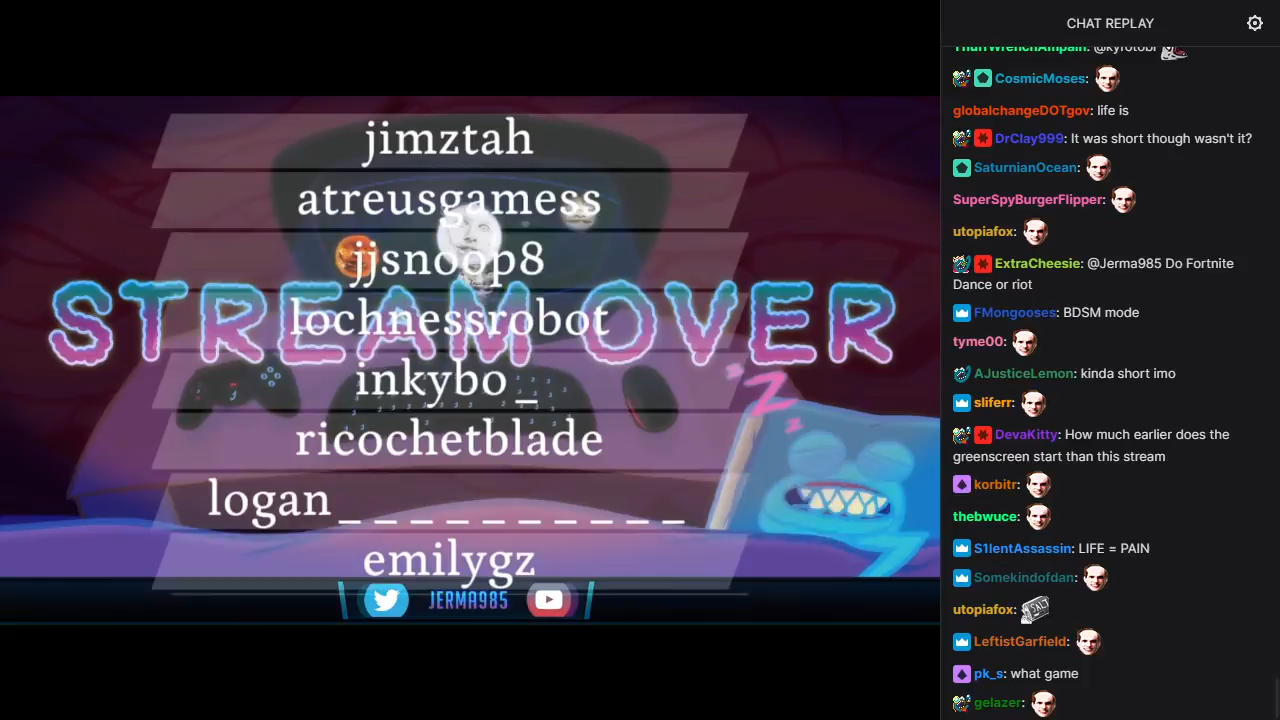 jimztah
atreusgamess
jjsnoop8
STREAM OVER
lochnessrobot
inkybo_
ricochetblade
logan__________
emilygz
JERMA985
z
Z
z
CHAT REPLAY
ThuffWrenchAmpain: @kyrotobi
CosmicMoses:
globalchangeDOTgov: life is
DrClay999: It was short though wasn't it?
SaturnianOcean:
SuperSpyBurgerFlipper:
utopiafox:
ExtraCheesie: @Jerma985 Do Fortnite
Dance or riot
FMongooses: BDSM mode
tyme00:
AJusticeLemon: kinda short imo
sliferr:
DevaKitty: How much earlier does the
greenscreen start than this stream
korbitr:
thebwuce:
S1lentAssassin: LIFE = PAIN
Somekindofdan:
utopiafox: SALT
LeftistGarfield:
pk_s: what game
gelazer: